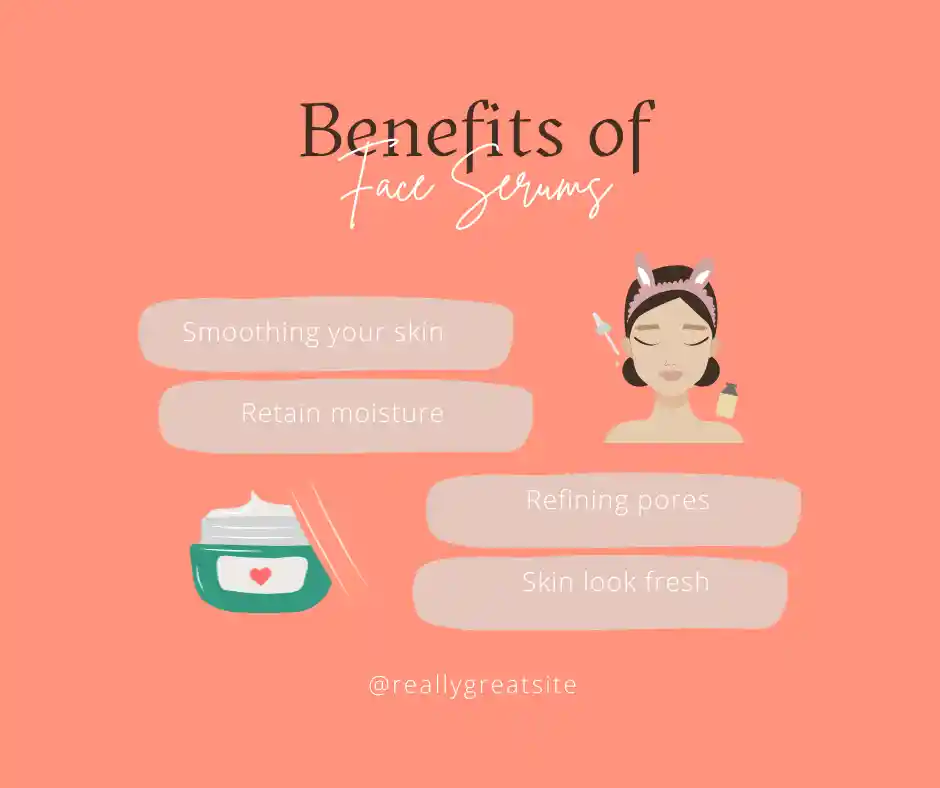 Benefits of
Face Serums
Smoothing your skin
Retain moisture
Refining pores
Skin look fresh
@reallygreatsite